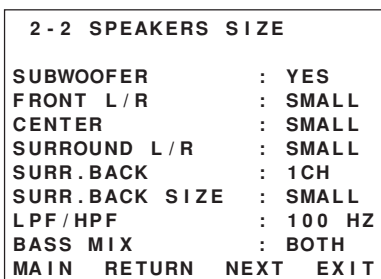 2-2 SPEAKERS SIZE
SUBWOOFER : YES
FRONT L/R : SMALL
CENTER : SMALL
SURROUND L/R : SMALL
SURR.BACK : 1CH
SURR.BACK SIZE : SMALL
LPF/HPF : 100 HZ
BASS MIX : BOTH
MAIN RETURN NEXT EXIT